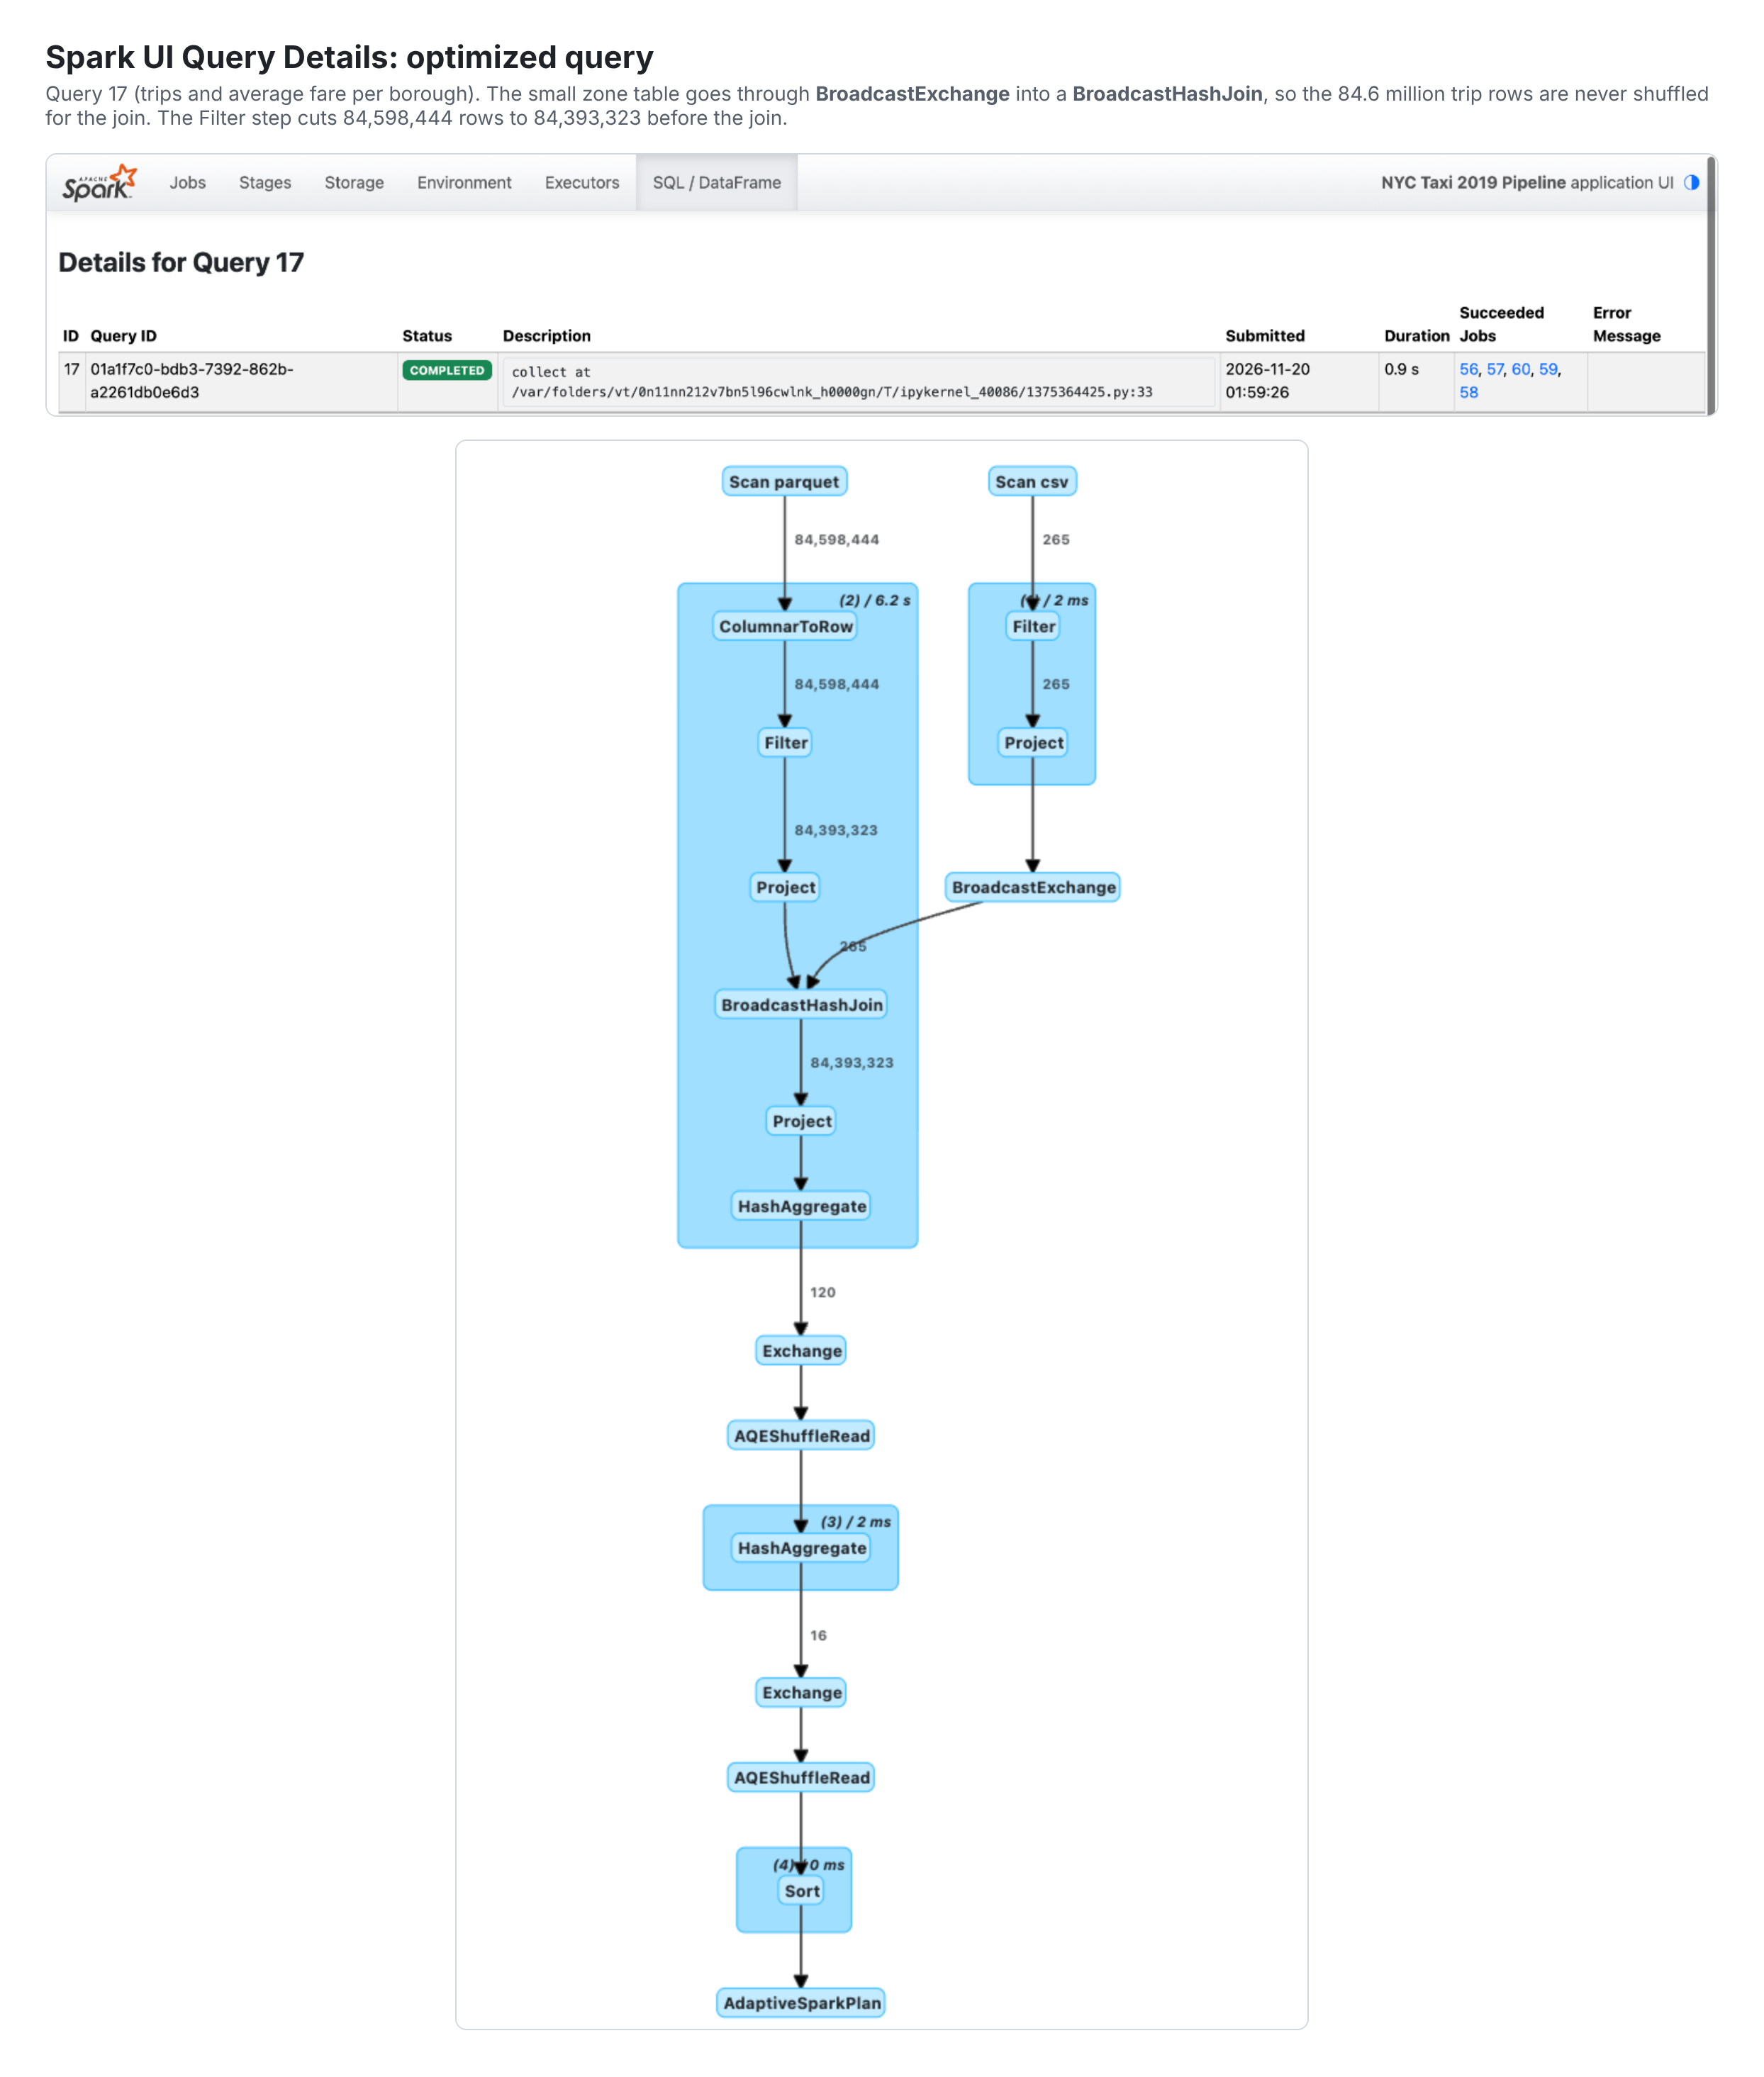 Spark UI Query Details: optimized query
Query 17 (trips and average fare per borough). The small zone table goes through BroadcastExchange into a BroadcastHashJoin, so the 84.6 million trip rows are never shuffled
for the join. The Filter step cuts 84,598,444 rows to 84,393,323 before the join.
APACHE Spark Jobs Stages Storage Environment Executors SQL / DataFrame NYC Taxi 2019 Pipeline application UI
Details for Query 17
ID Query ID Status Description Submitted Duration Succeeded Jobs Error Message
17 01a1f7c0-bdb3-7392-862b- COMPLETED collect at 2026-11-20 0.9 s 56, 57, 60, 59,
a2261db0e6d3 /var/folders/vt/0n11nn212v7bn5l96cwlnk_h0000gn/T/ipykernel_40086/1375364425.py:33 01:59:26 58
Scan parquet Scan csv
84,598,444 265
(2) / 6.2 s / 2 ms
ColumnarToRow Filter
84,598,444 265
Filter Project
84,393,323
Project BroadcastExchange
265
BroadcastHashJoin
84,393,323
Project
HashAggregate
120
Exchange
AQEShuffleRead
(3) / 2 ms
HashAggregate
16
Exchange
AQEShuffleRead
(4) / 0 ms
Sort
AdaptiveSparkPlan